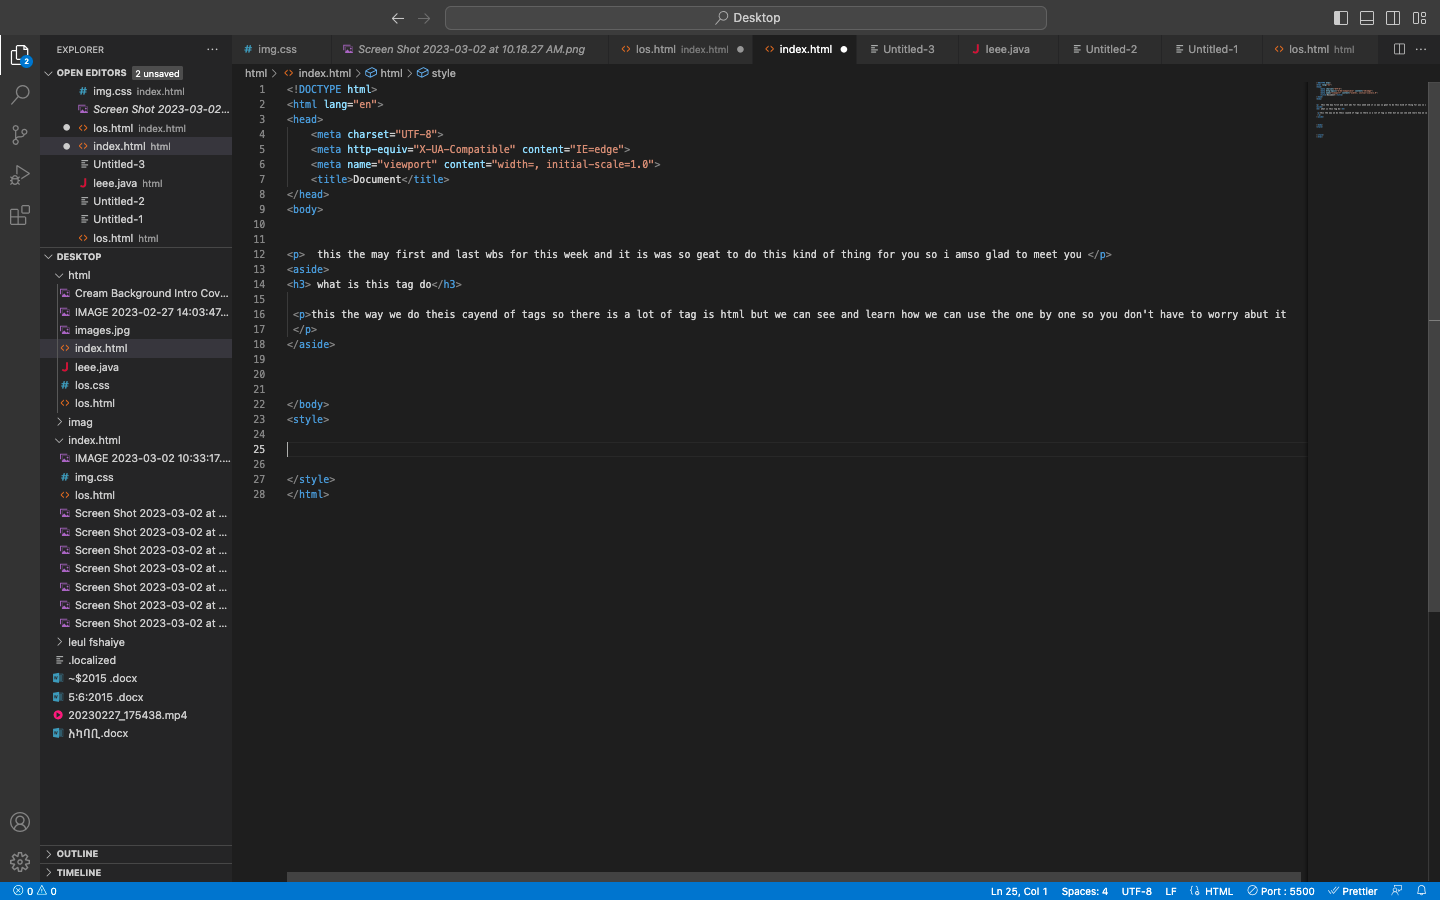 Desktop
EXPLORER
OPEN EDITORS 2 unsaved
img.css index.html
Screen Shot 2023-03-02...
los.html index.html
index.html html
Untitled-3
leee.java html
Untitled-2
Untitled-1
los.html html
DESKTOP
html
Cream Background Intro Cov...
IMAGE 2023-02-27 14:03:47...
images.jpg
index.html
leee.java
los.css
los.html
imag
index.html
IMAGE 2023-03-02 10:33:17....
img.css
los.html
Screen Shot 2023-03-02 at ...
Screen Shot 2023-03-02 at ...
Screen Shot 2023-03-02 at ...
Screen Shot 2023-03-02 at ...
Screen Shot 2023-03-02 at ...
Screen Shot 2023-03-02 at ...
Screen Shot 2023-03-02 at ...
leul fshaiye
.localized
~$2015 .docx
5:6:2015 .docx
20230227_175438.mp4
አካባቢ.docx
OUTLINE
TIMELINE
img.css Screen Shot 2023-03-02 at 10.18.27 AM.png los.html index.html index.html Untitled-3 leee.java Untitled-2 Untitled-1 los.html html
html > index.html > html > style
1 <!DOCTYPE html>
2 <html lang="en">
3 <head>
4 <meta charset="UTF-8">
5 <meta http-equiv="X-UA-Compatible" content="IE=edge">
6 <meta name="viewport" content="width=, initial-scale=1.0">
7 <title>Document</title>
8 </head>
9 <body>
10
11
12 <p>  this the may first and last wbs for this week and it is was so geat to do this kind of thing for you so i amso glad to meet you </p>
13 <aside>
14 <h3> what is this tag do</h3>
15
16 <p>this the way we do theis cayend of tags so there is a lot of tag is html but we can see and learn how we can use the one by one so you don't have to worry abut it
17 </p>
18 </aside>
19
20
21
22 </body>
23 <style>
24
25
26
27 </style>
28 </html>
2
0 0 Ln 25, Col 1 Spaces: 4 UTF-8 LF HTML Port : 5500 Prettier